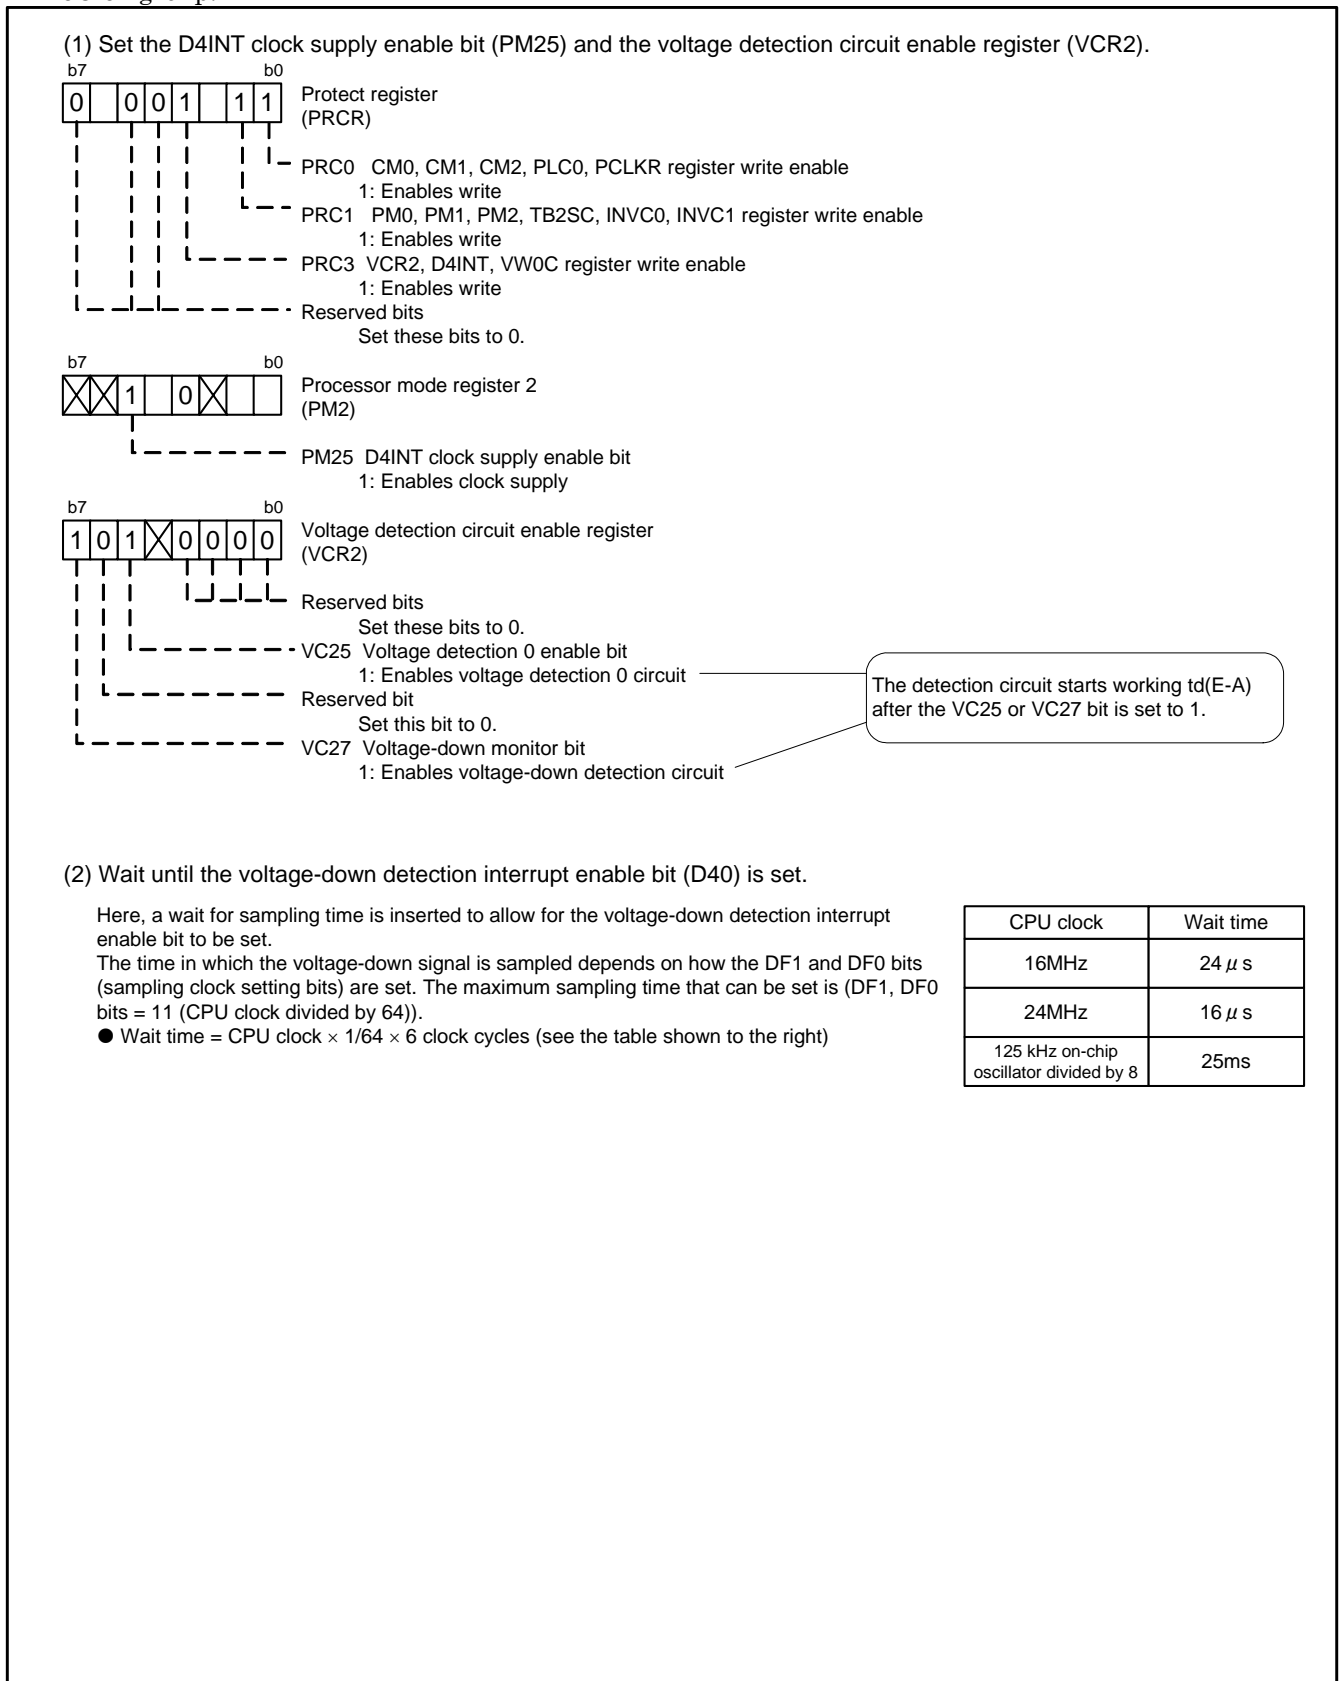 (1) Set the D4INT clock supply enable bit (PM25) and the voltage detection circuit enable register (VCR2).
b7 b0
0 0 0 1 1 1
Protect register
(PRCR)
PRC0 CM0, CM1, CM2, PLC0, PCLKR register write enable
1: Enables write
PRC1 PM0, PM1, PM2, TB2SC, INVC0, INVC1 register write enable
1: Enables write
PRC3 VCR2, D4INT, VW0C register write enable
1: Enables write
Reserved bits
Set these bits to 0.
b7 b0
1 0
Processor mode register 2
(PM2)
PM25 D4INT clock supply enable bit
1: Enables clock supply
b7 b0
1 0 1 0 0 0 0
Voltage detection circuit enable register
(VCR2)
Reserved bits
Set these bits to 0.
VC25 Voltage detection 0 enable bit
1: Enables voltage detection 0 circuit
Reserved bit
Set this bit to 0.
VC27 Voltage-down monitor bit
1: Enables voltage-down detection circuit
The detection circuit starts working td(E-A)
after the VC25 or VC27 bit is set to 1.
(2) Wait until the voltage-down detection interrupt enable bit (D40) is set.
Here, a wait for sampling time is inserted to allow for the voltage-down detection interrupt
enable bit to be set.
The time in which the voltage-down signal is sampled depends on how the DF1 and DF0 bits
(sampling clock setting bits) are set. The maximum sampling time that can be set is (DF1, DF0
bits = 11 (CPU clock divided by 64)).
● Wait time = CPU clock × 1/64 × 6 clock cycles (see the table shown to the right)
CPU clock Wait time
16MHz 24 μ s
24MHz 16 μ s
125 kHz on-chip
oscillator divided by 8 25ms